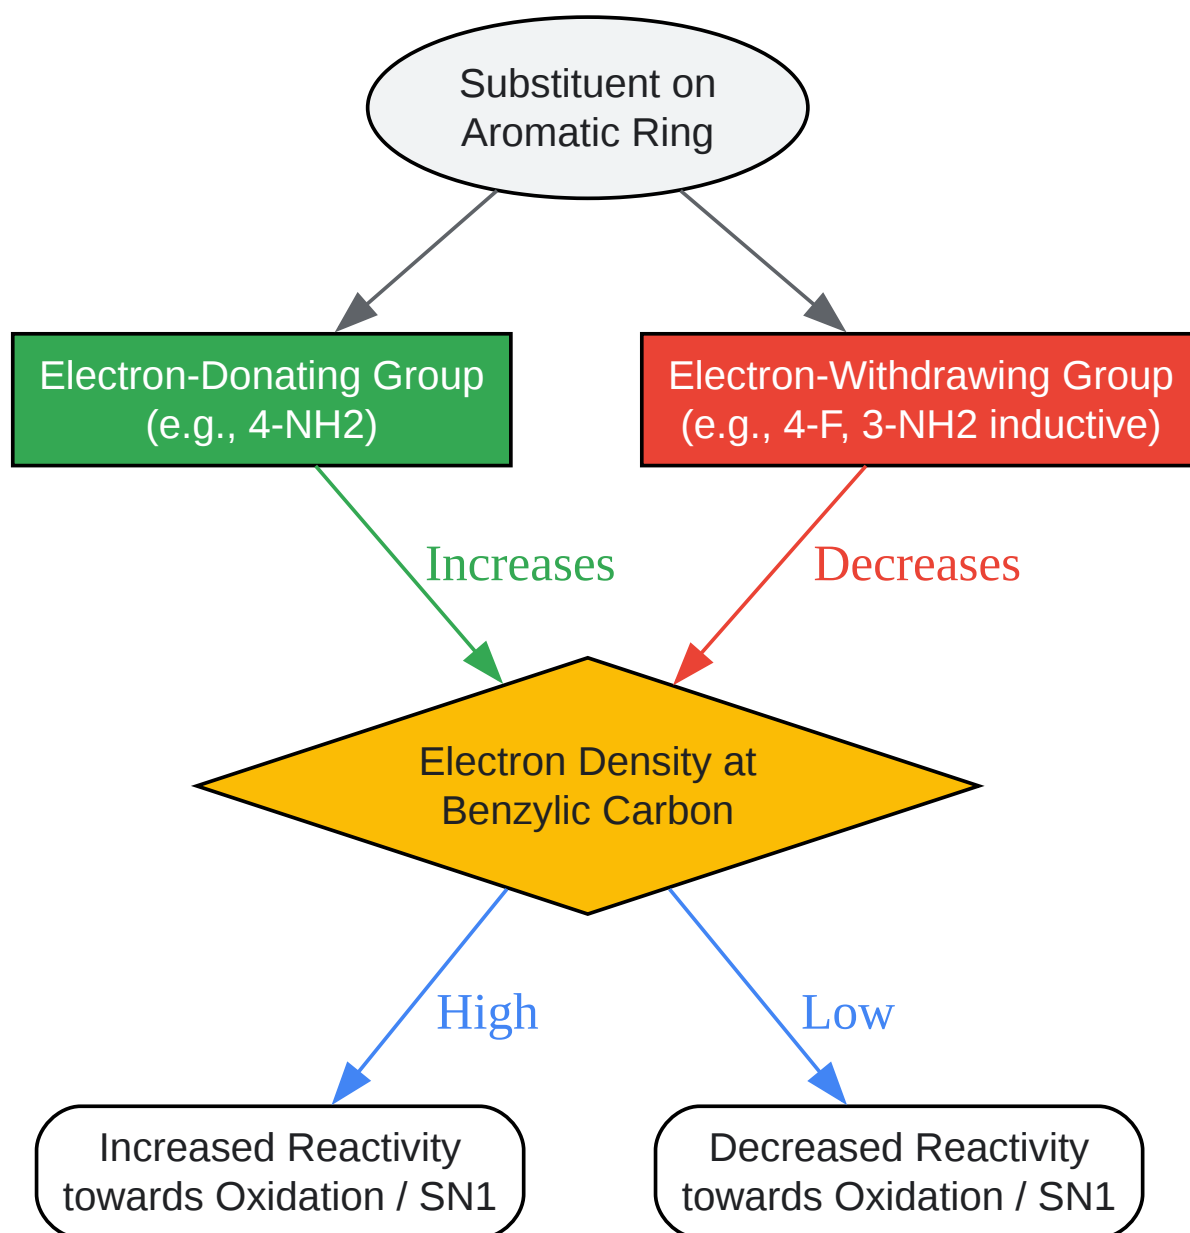 Substituent on
Aromatic Ring
Electron-Donating Group
(e.g., 4-NH2)
Electron-Withdrawing Group
(e.g., 4-F, 3-NH2 inductive)
Increases
Decreases
Electron Density at
Benzylic Carbon
High
Low
Increased Reactivity
towards Oxidation / SN1
Decreased Reactivity
towards Oxidation / SN1